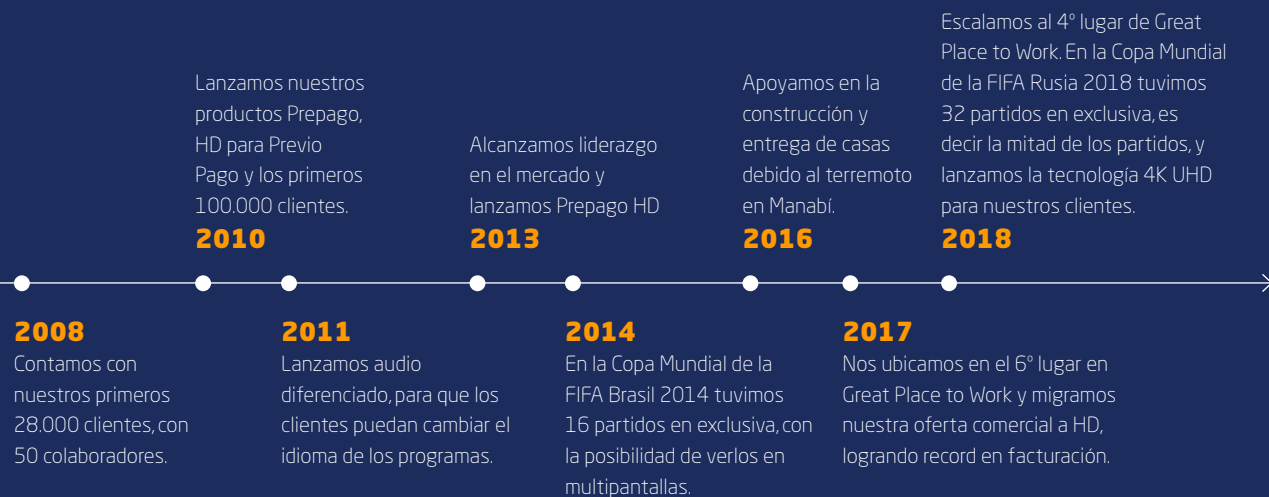 2008
Contamos con
nuestros primeros
28.000 clientes, con
50 colaboradores.
Lanzamos nuestros
productos Prepago,
HD para Previo
Pago y los primeros
100.000 clientes.
2010
2011
Lanzamos audio
diferenciado, para que los
clientes puedan cambiar el
idioma de los programas.
Alcanzamos liderazgo
en el mercado y
lanzamos Prepago HD
2013
2014
En la Copa Mundial de la
FIFA Brasil 2014 tuvimos
16 partidos en exclusiva, con
la posibilidad de verlos en
multipantallas.
Apoyamos en la
construcción y
entrega de casas
debido al terremoto
en Manabí.
2016
2017
Nos ubicamos en el 6º lugar en
Great Place to Work y migramos
nuestra oferta comercial a HD,
logrando record en facturación.
Escalamos al 4º lugar de Great
Place to Work. En la Copa Mundial
de la FIFA Rusia 2018 tuvimos
32 partidos en exclusiva, es
decir la mitad de los partidos, y
lanzamos la tecnología 4K UHD
para nuestros clientes.
2018